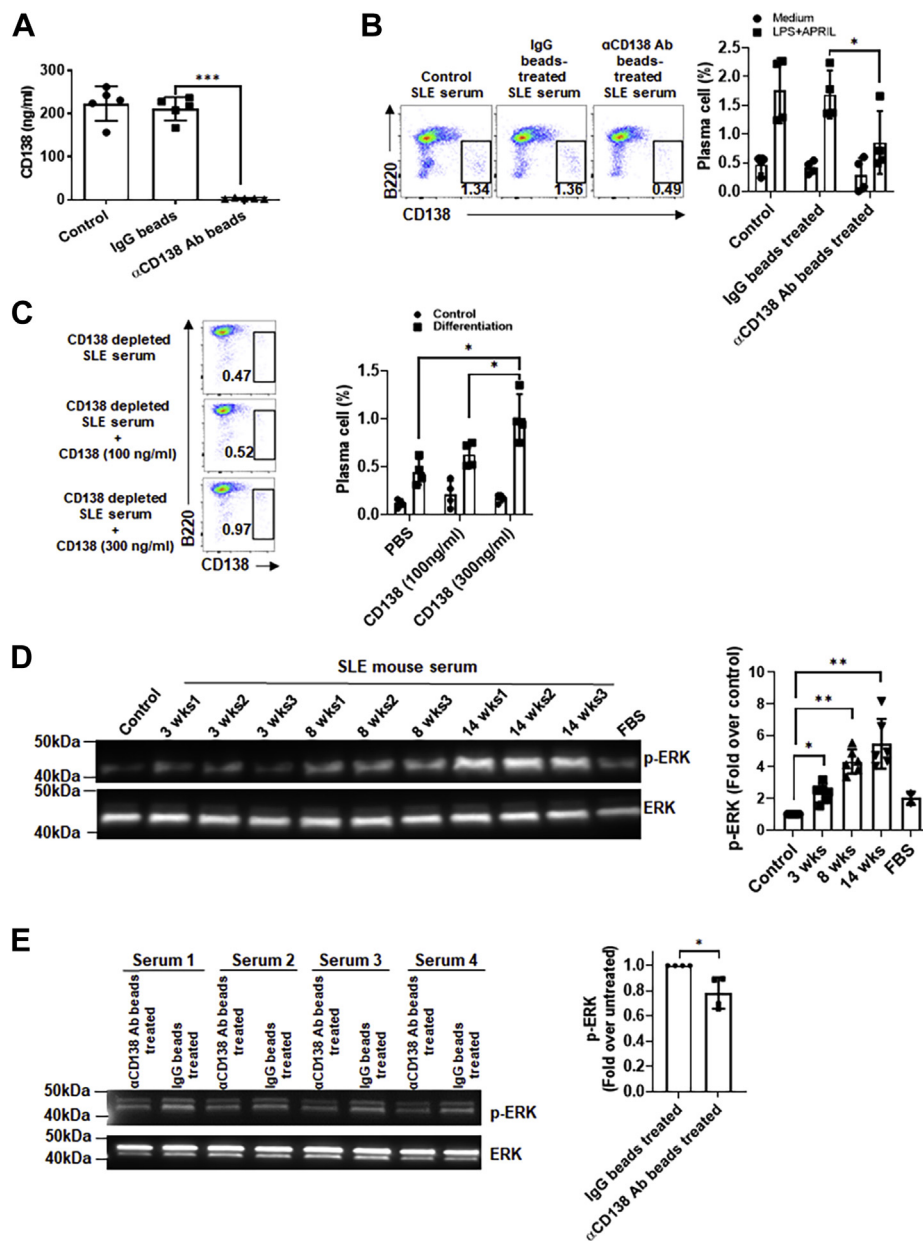 A
CD138 (ng/ml)
300
200
100
0
***
Control
IgG beads
αCD138 Ab beads
B
Control
SLE serum
IgG
beads-
treated
SLE serum
αCD138 Ab
beads-
treated
SLE serum
1.34
1.36
0.49
B220
CD138
Medium
LPS+APRIL
*
Plasma cell (%)
2.5
2.0
1.5
1.0
0.5
0.0
Control
IgG beads treated
αCD138 Ab beads treated
C
CD138 depleted
SLE serum
CD138 depleted
SLE serum
+
CD138 (100 ng/ml)
CD138 depleted
SLE serum
+
CD138 (300 ng/ml)
0.47
0.52
0.97
B220
CD138
Control
Differentiation
*
*
Plasma cell (%)
1.5
1.0
0.5
0.0
PBS
CD138 (100ng/ml)
CD138 (300ng/ml)
D
SLE mouse serum
Control
3 wks1
3 wks2
3 wks3
8 wks1
8 wks2
8 wks3
14 wks1
14 wks2
14 wks3
FBS
50kDa
40kDa
p-ERK
50kDa
40kDa
ERK
p-ERK (Fold over control)
10
8
6
4
2
0
**
**
*
Control
3 wks
8 wks
14 wks
FBS
E
Serum 1
Serum 2
Serum 3
Serum 4
αCD138 Ab beads
treated
IgG beads
treated
αCD138 Ab beads
treated
IgG beads
treated
αCD138 Ab beads
treated
IgG beads
treated
αCD138 Ab beads
treated
IgG beads
treated
50kDa
40kDa
p-ERK
50kDa
40kDa
ERK
p-ERK
(Fold over untreated)
1.0
0.8
0.6
0.4
0.2
0.0
*
IgG beads treated
αCD138 Ab beads treated